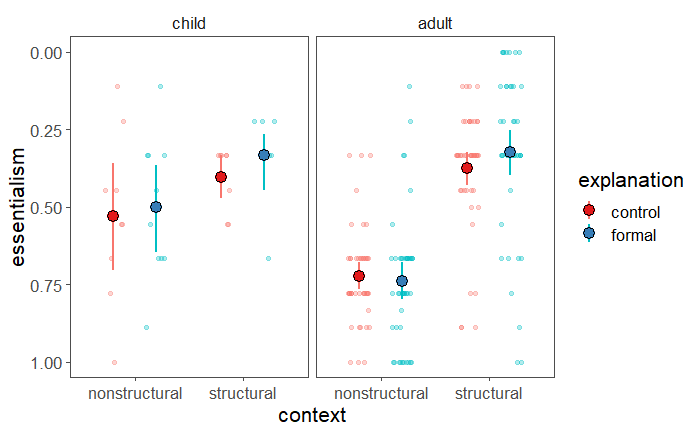 child adult
0.00
0.25
0.50
0.75
1.00
essentialism
nonstructural structural nonstructural structural
context
explanation
control
formal